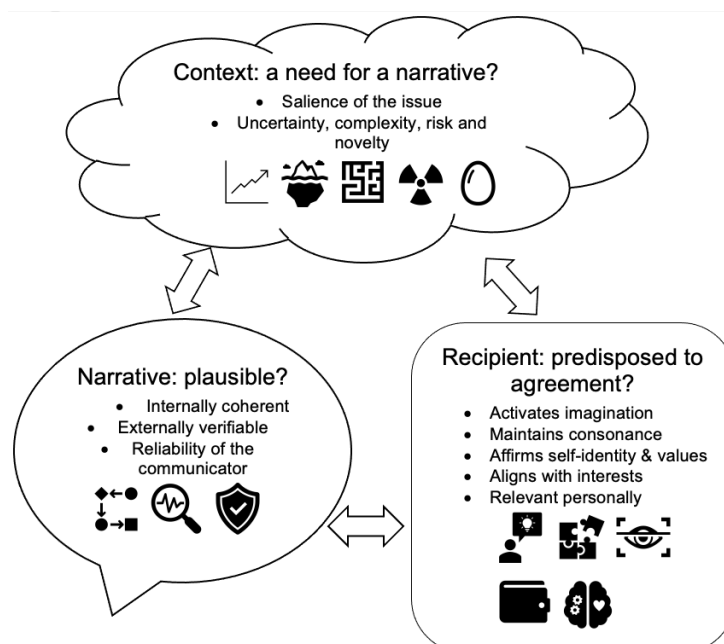 Context: a need for a narrative?
• Salience of the issue
• Uncertainty, complexity, risk and
novelty
Narrative: plausible?
• Internally coherent
• Externally verifiable
• Reliability of the
communicator
Recipient: predisposed to
agreement?
• Activates imagination
• Maintains consonance
• Affirms self-identity & values
• Aligns with interests
• Relevant personally